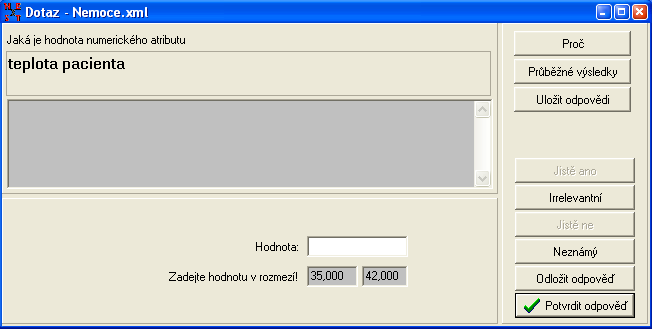 Dotaz - Nemoce.xml
Jaká je hodnota numerického atributu
teplota pacienta
Hodnota:
Zadejte hodnotu v rozmezí! 35,000 42,000
Proč
Průběžné výsledky
Uložit odpovědi
Jistě ano
Irrelevantní
Jistě ne
Neznámý
Odložit odpověď
Potvrdit odpověď